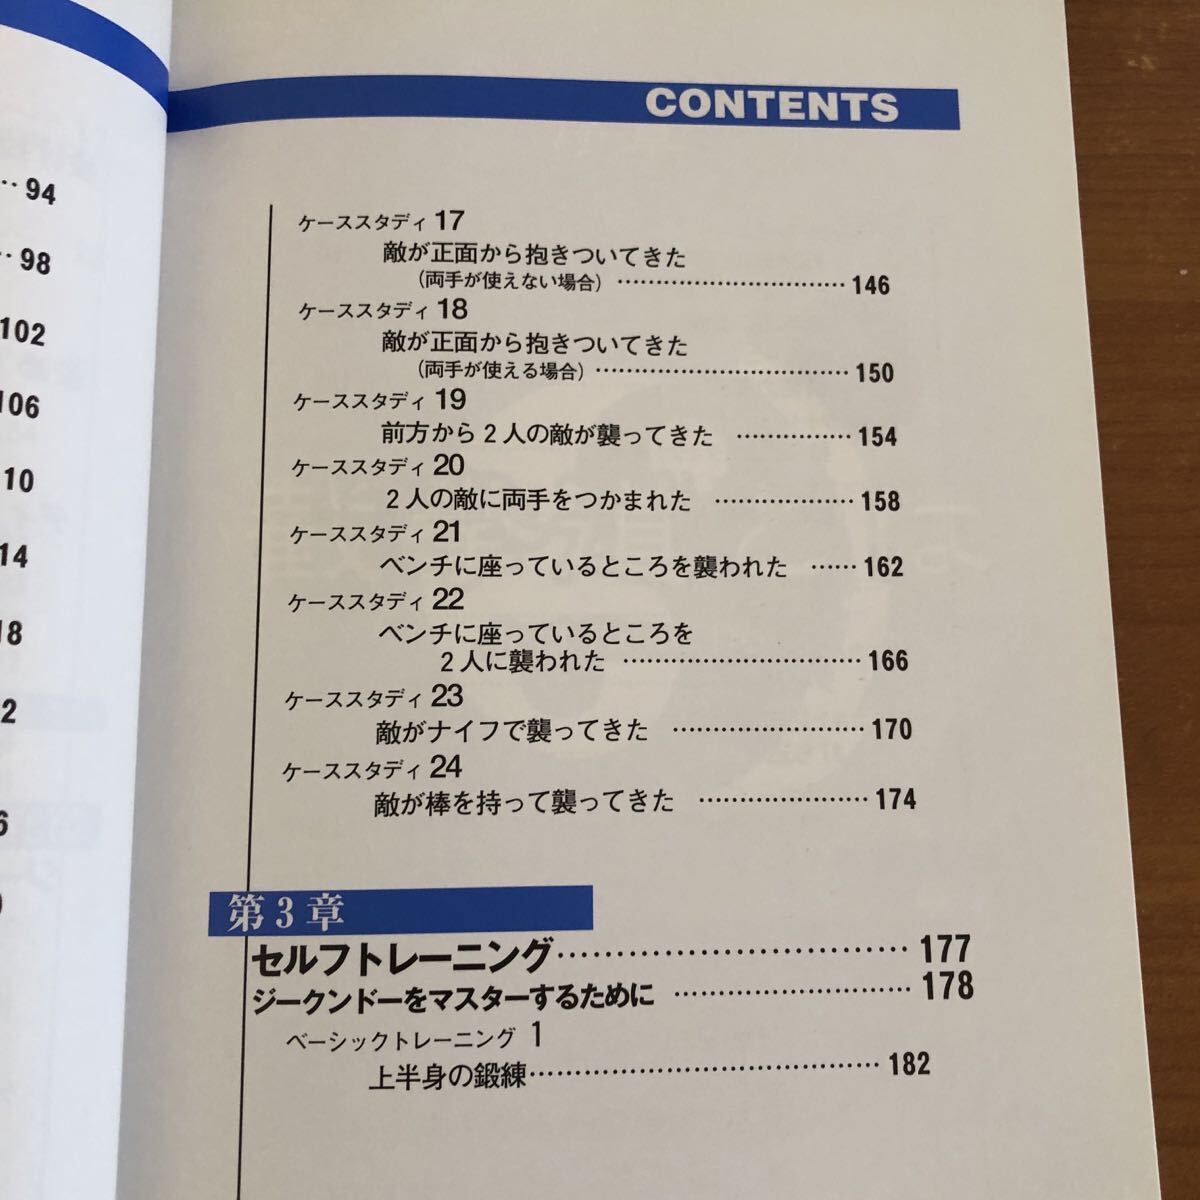 94
98
102
106
10
14
18
2
6
CONTENTS
ケーススタディ 17
敵が正面から抱きついてきた
(両手が使えない場合) …………………………… 146
ケーススタディ 18
敵が正面から抱きついてきた
(両手が使える場合) …………………………… 150
ケーススタディ 19
前方から2人の敵が襲ってきた …………… 154
ケーススタディ 20
2人の敵に両手をつかまれた ……………… 158
ケーススタディ 21
ベンチに座っているところを襲われた …… 162
ケーススタディ 22
ベンチに座っているところを
2人に襲われた ………………………… 166
ケーススタディ 23
敵がナイフで襲ってきた …………………… 170
ケーススタディ 24
敵が棒を持って襲ってきた ………………… 174
第3章
セルフトレーニング ……………………………… 177
ジークンドーをマスターするために ……………………… 178
ベーシックトレーニング 1
上半身の鍛練 ……………………………………… 182